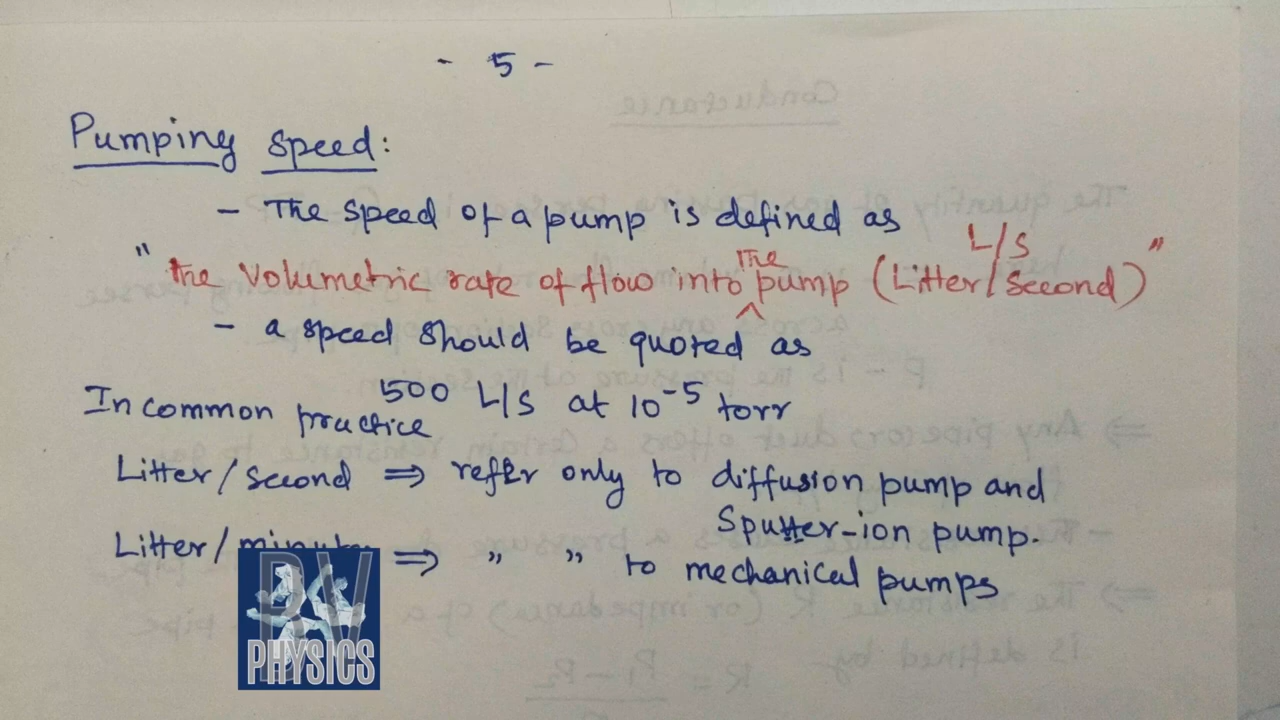 - 5 -
Pumping speed:
- The speed of a pump is defined as
L/S
" the Volumetric rate of flow into The pump (Litter/Second) "
- a speed should be quoted as
500 L/S at 10⁻⁵ torr
In common practice
Litter/second ⇒ refer only to diffusion pump and
Sputter-ion pump.
Litter/minute ⇒ " " to mechanical pumps
RV
PHYSICS